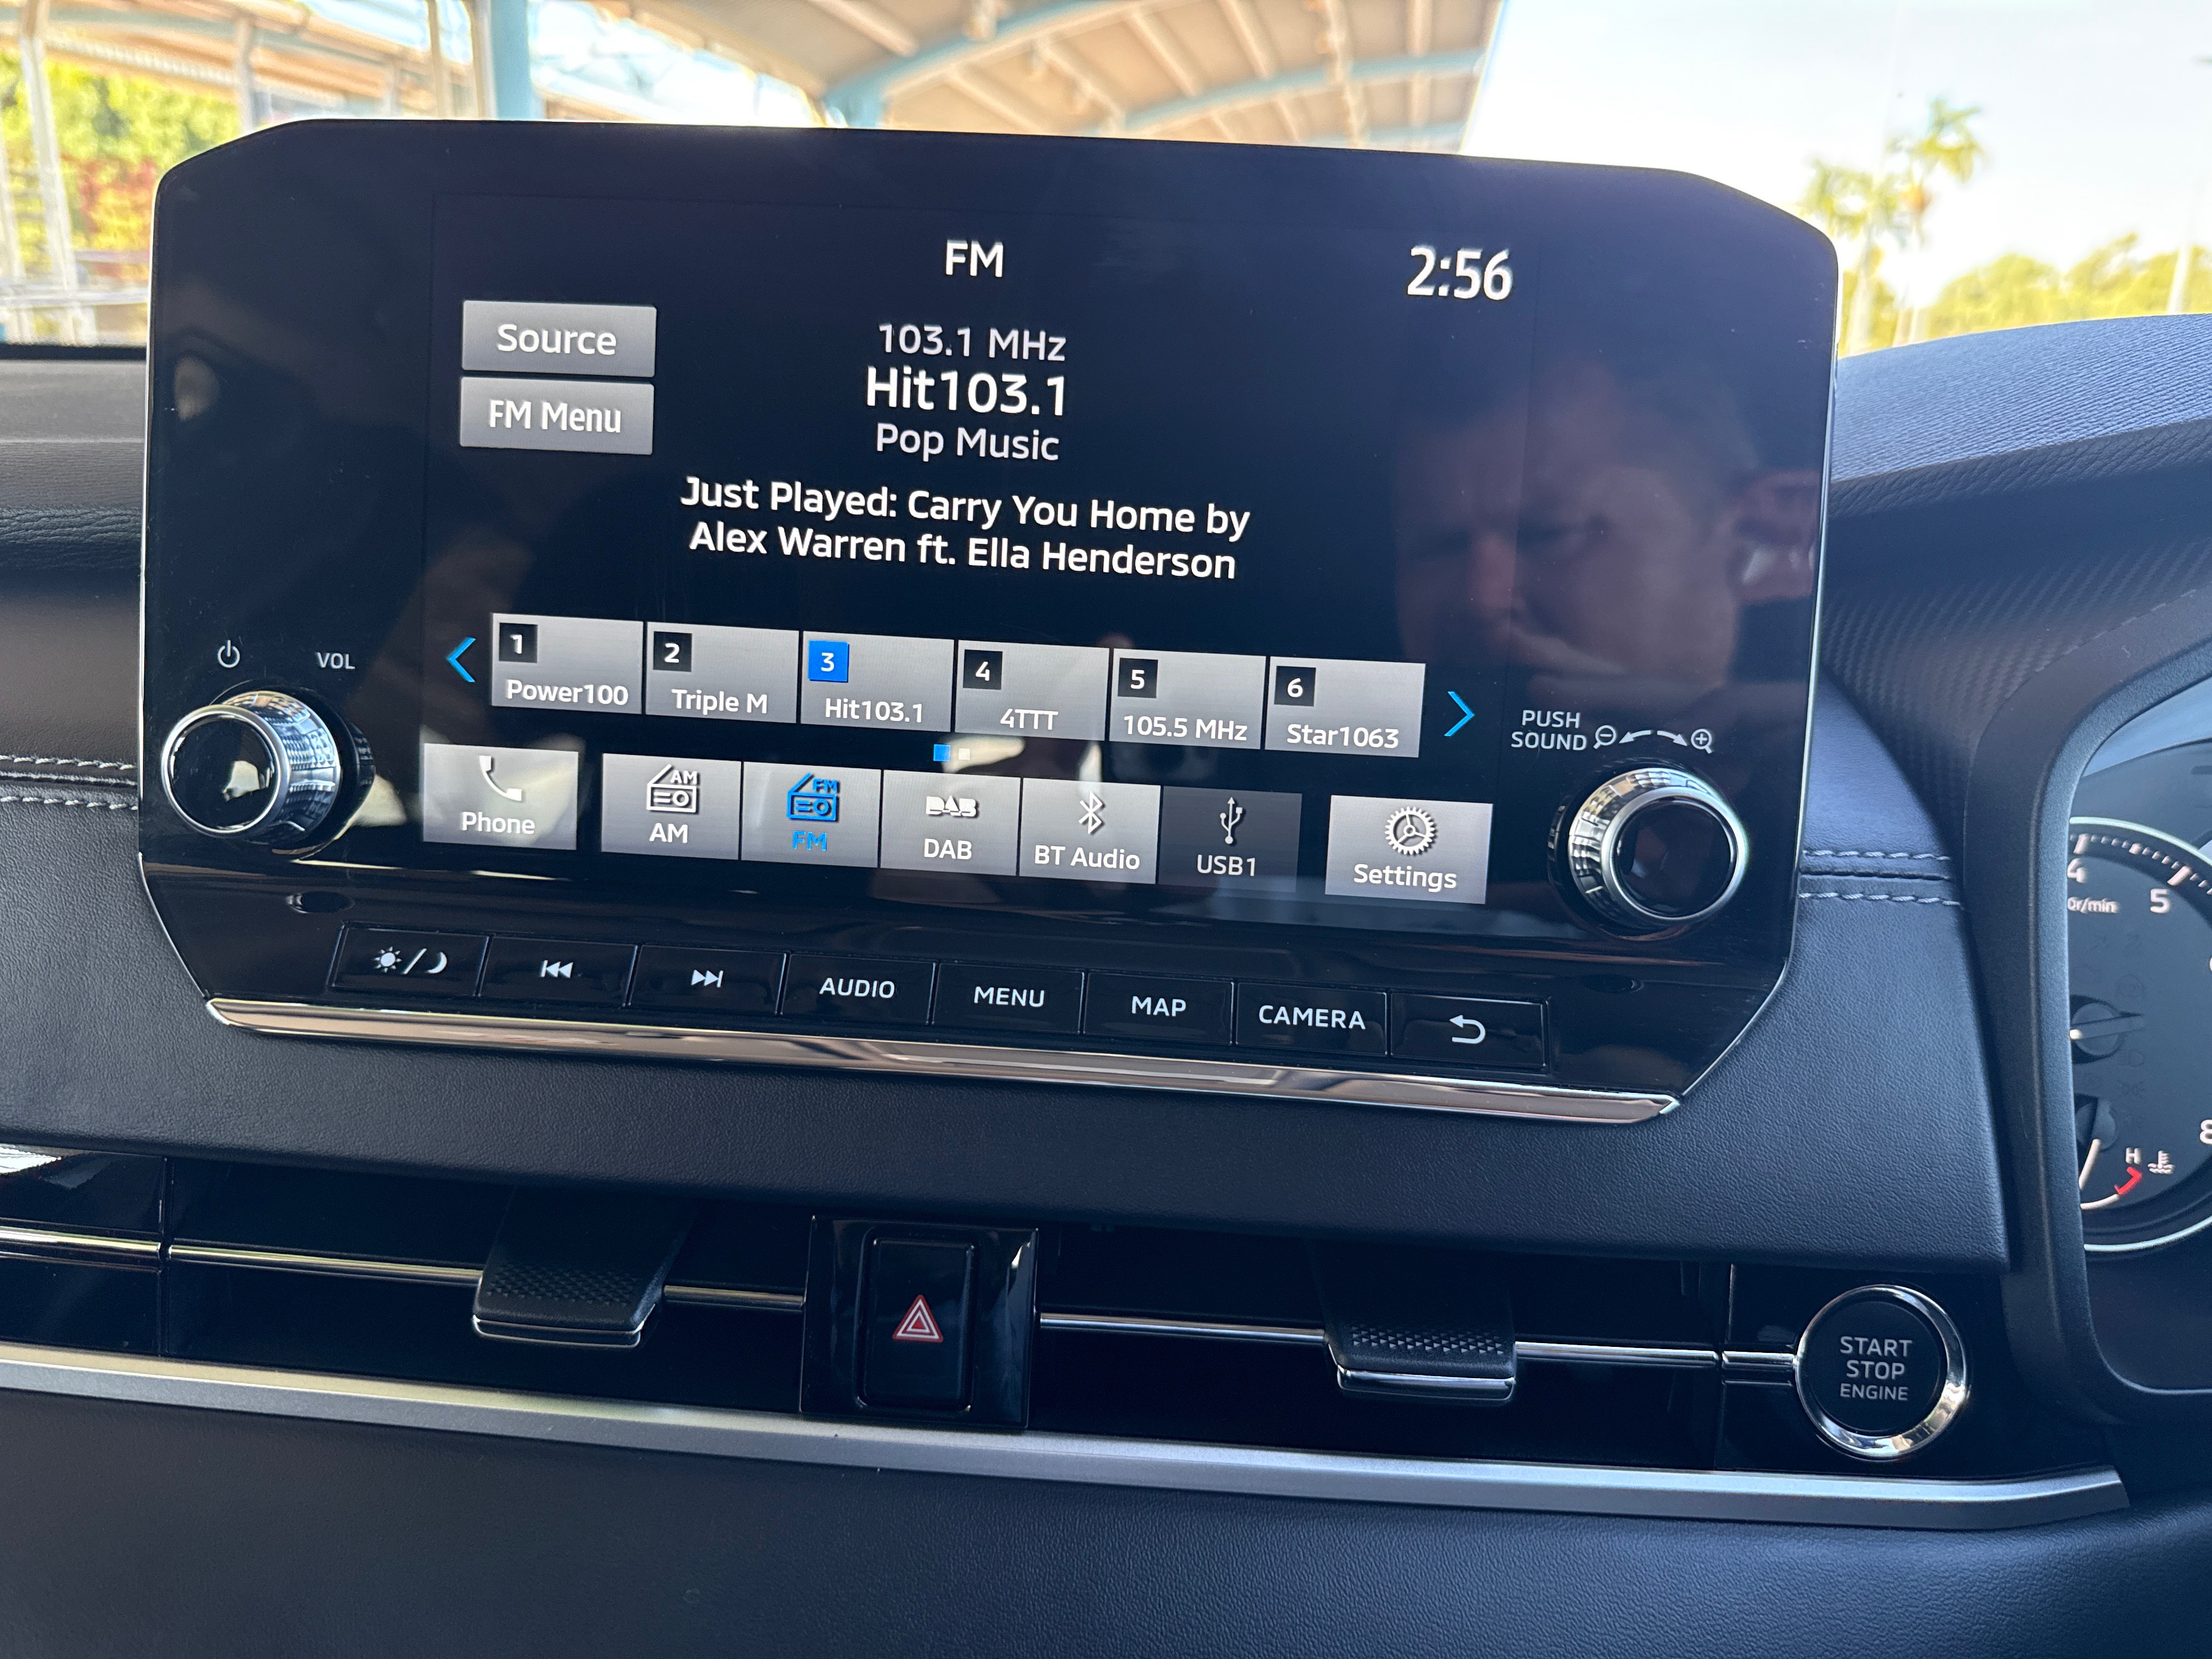 FM
2:56
Source
103.1 MHz
Hit103.1
FM Menu
Pop Music
Just Played: Carry You Home by
Alex Warren ft. Ella Henderson
VOL
1
Power100
2
Triple M
3
Hit103.1
4
4TTT
5
105.5 MHz
6
Star1063
PUSH
SOUND
Phone
AM
AM
FM
FM
DAB
DAB
BT Audio
USB1
Settings
AUDIO
MENU
MAP
CAMERA
4
5
0r/min
8
H
START
STOP
ENGINE